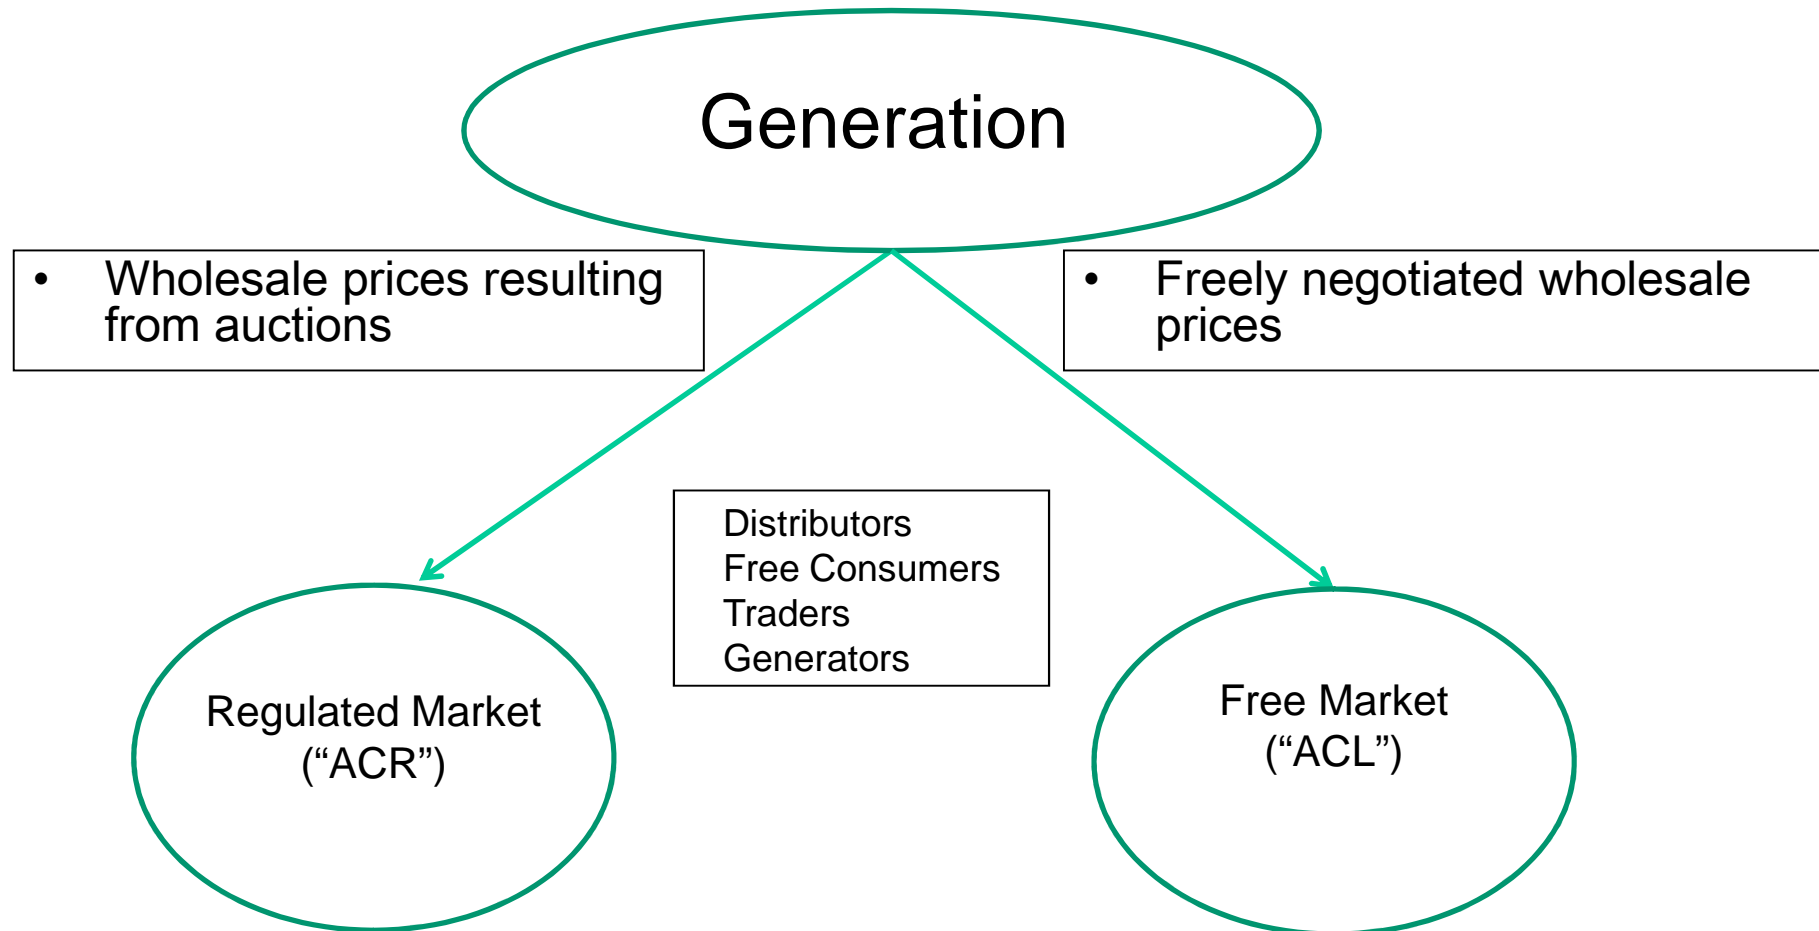 Generation
• Wholesale prices resulting
from auctions
• Freely negotiated wholesale
prices
Distributors
Free Consumers
Traders
Generators
Regulated Market
(“ACR”)
Free Market
(“ACL”)